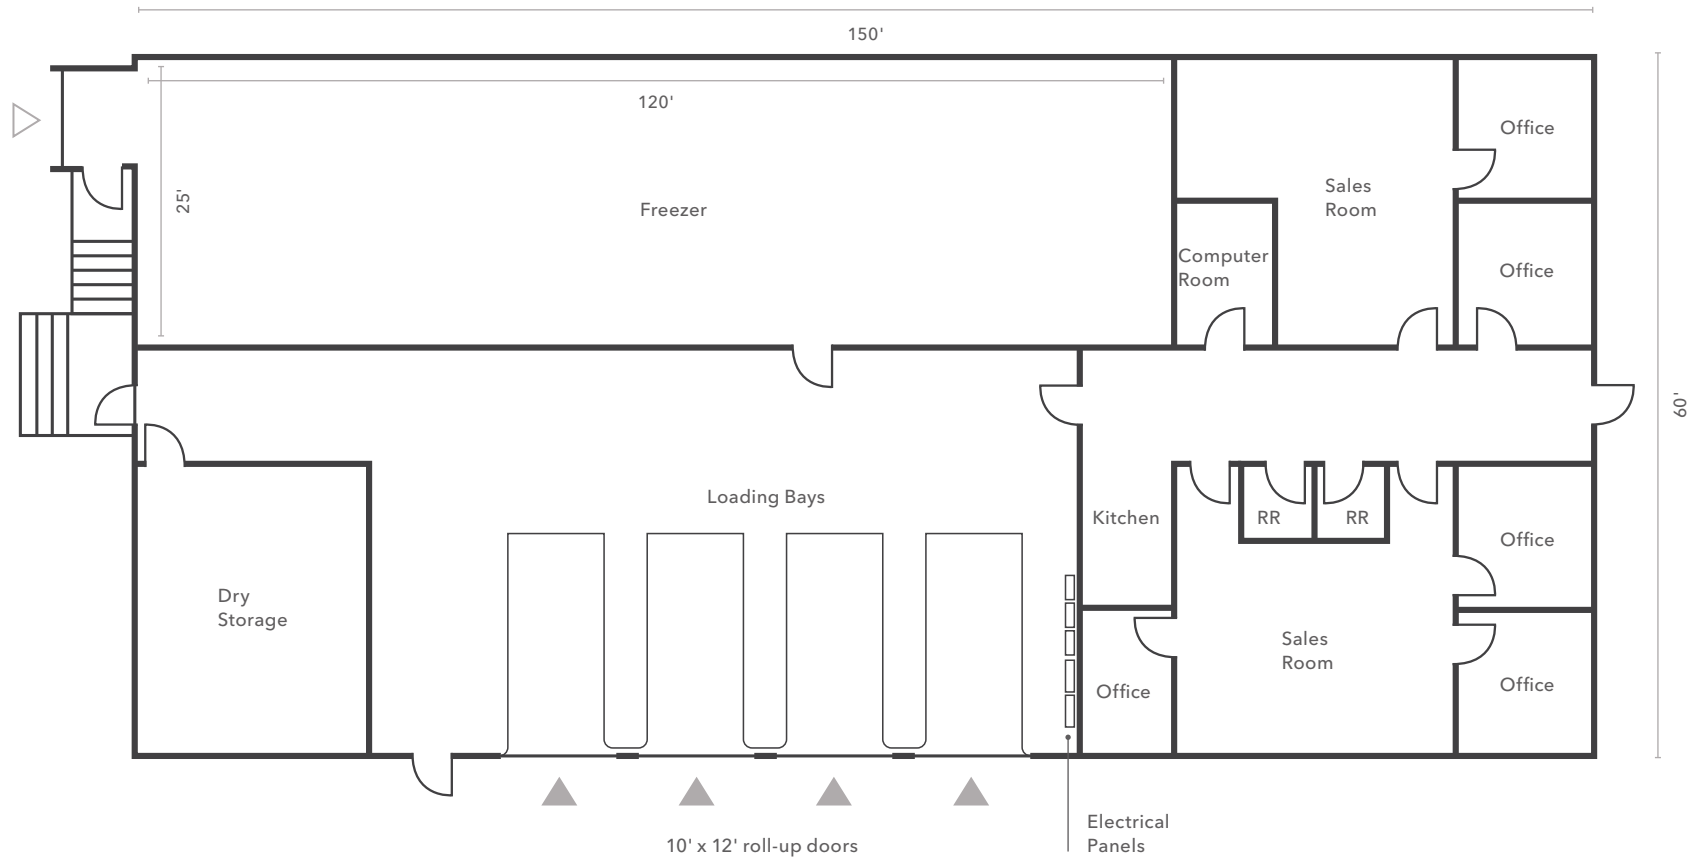 150'
120'
Office
25'
Sales
Room
Freezer
Computer
Room
Office
60'
Loading Bays
Kitchen
RR
RR
Office
Dry
Storage
Sales
Room
Office
Office
10' x 12' roll-up doors
Electrical
Panels